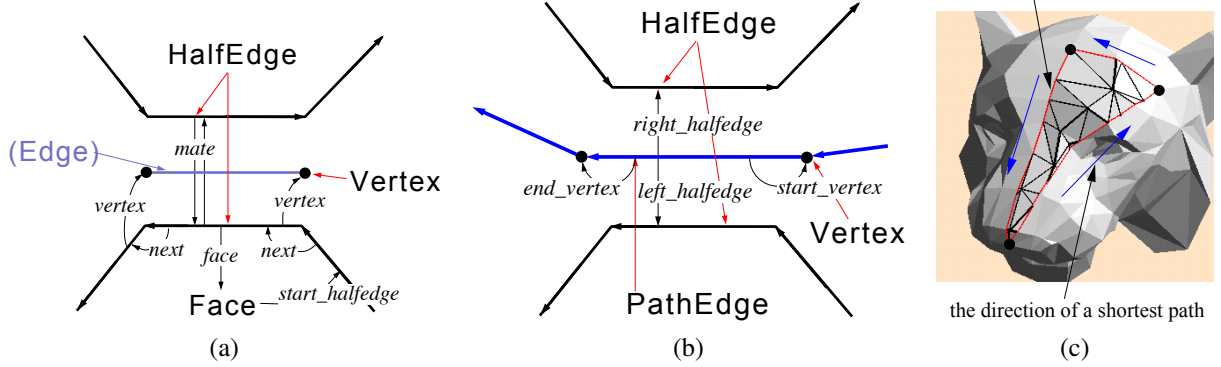 HalfEdge
(Edge)
mate
Vertex
vertex
vertex
next
next
face
Face
start_halfedge
(a)
HalfEdge
right_halfedge
end_vertex
left_halfedge
start_vertex
Vertex
PathEdge
(b)
the direction of a shortest path
(c)